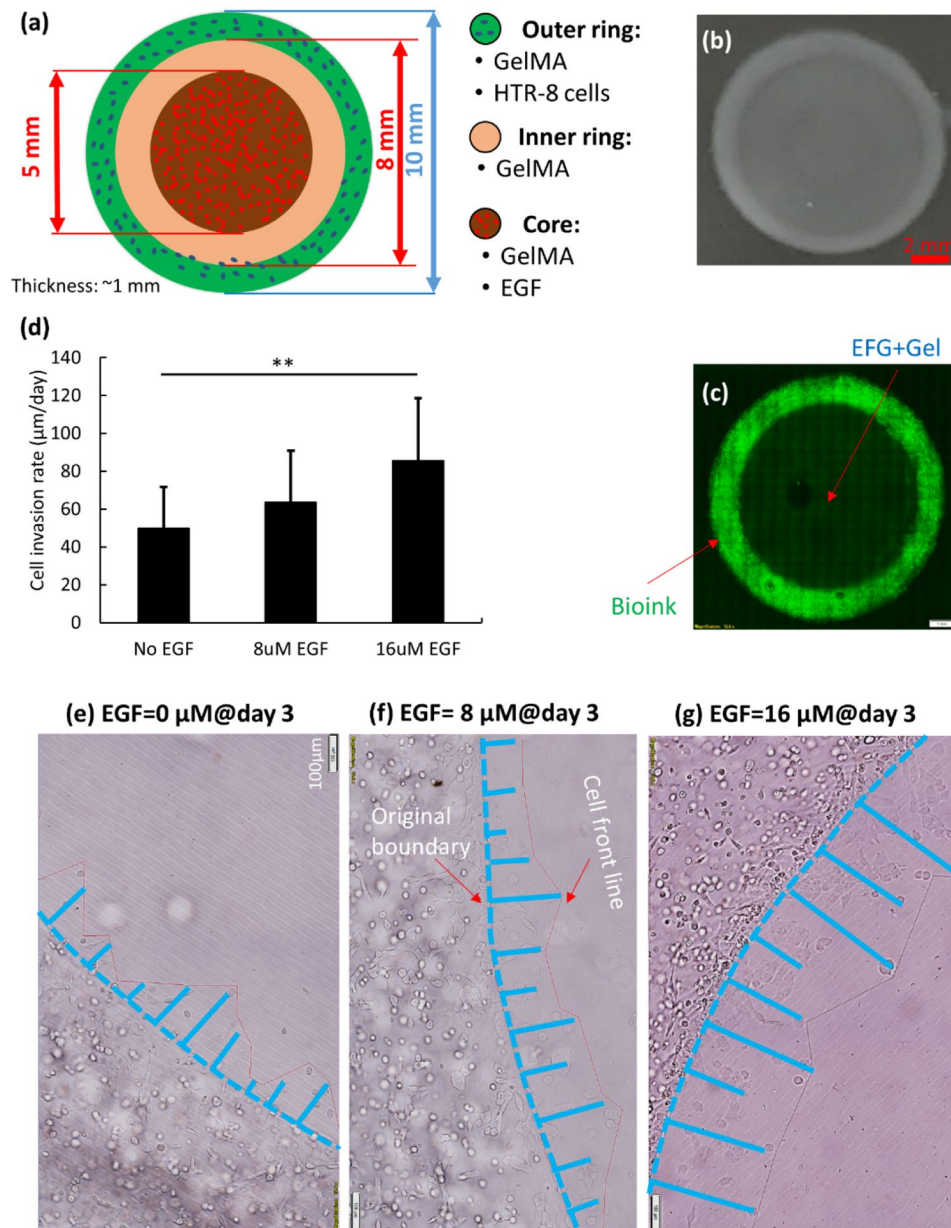 (a)
5 mm
8 mm
10 mm
Thickness: ~1 mm
Outer ring:
• GelMA
• HTR-8 cells
Inner ring:
• GelMA
Core:
• GelMA
• EGF
(b)
2 mm
(d)
**
Cell invasion rate (µm/day)
140
120
100
80
60
40
20
0
No EGF
8uM EGF
16uM EGF
EFG+Gel
(c)
Bioink
(e) EGF=0 µM@day 3
100µm
(f) EGF= 8 µM@day 3
Original
boundary
Cell front line
(g) EGF=16 µM@day 3